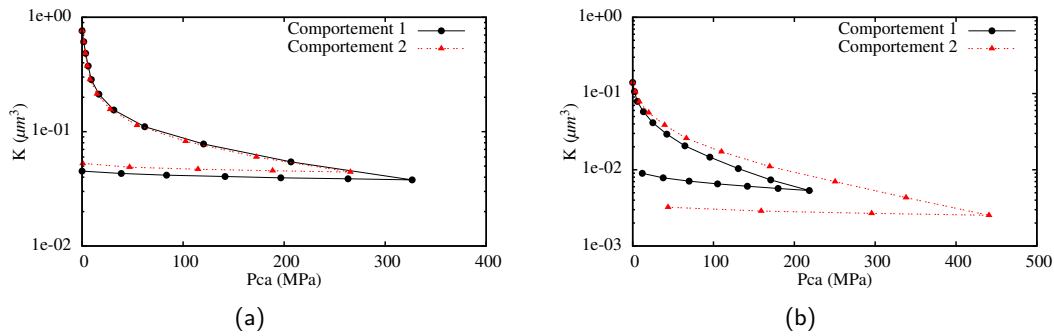 1e+00
1e-01
1e-02
K (μm³)
0
100
200
300
400
Pca (MPa)
Comportement 1
Comportement 2
(a)
1e+00
1e-01
1e-02
1e-03
K (μm³)
0
100
200
300
400
500
Pca (MPa)
Comportement 1
Comportement 2
(b)